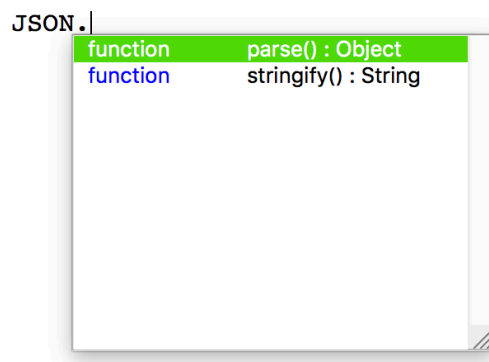 JSON.
function parse() : Object
function stringify() : String